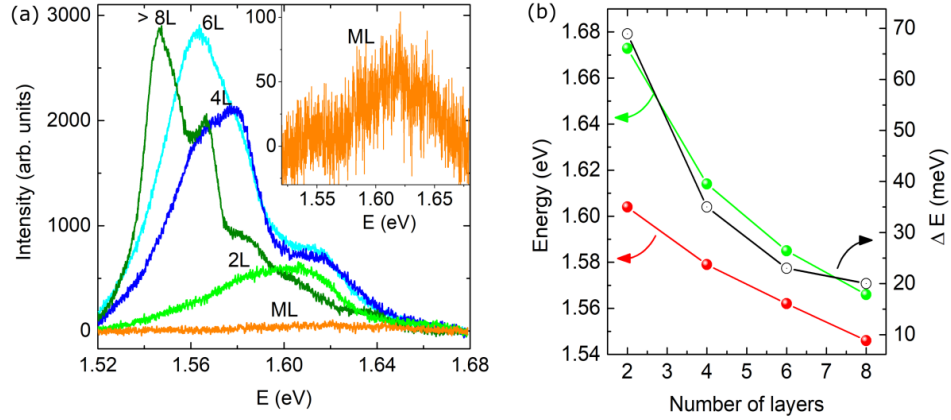 (a)
Intensity (arb. units)
3000
2000
1000
0
1.52
1.56
1.60
1.64
1.68
E (eV)
> 8L
6L
4L
2L
ML
100
50
0
ML
1.55
1.60
1.65
E (eV)
(b)
Energy (eV)
1.68
1.66
1.64
1.62
1.60
1.58
1.56
1.54
2
3
4
5
6
7
8
Number of layers
70
60
50
40
30
20
10
Δ E (meV)